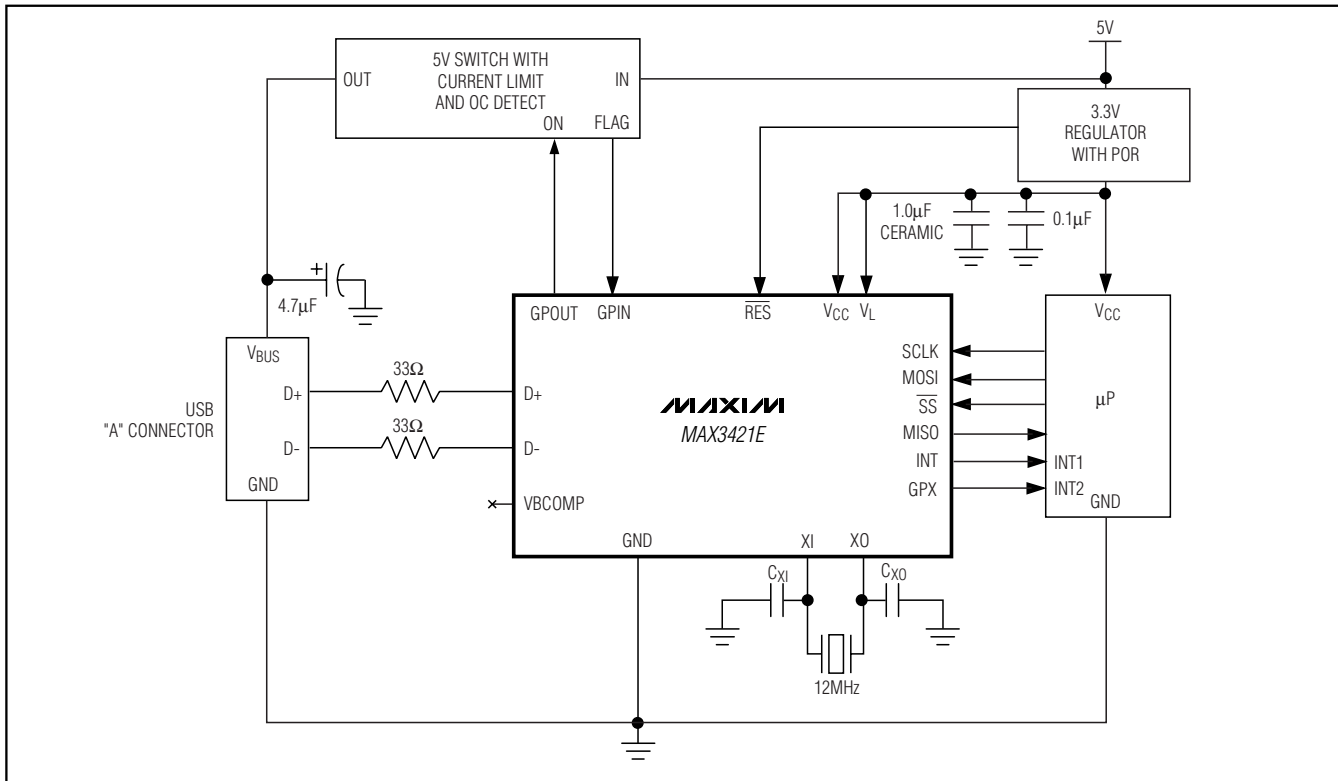 5V
5V SWITCH WITH
CURRENT LIMIT
AND OC DETECT
OUT
IN
ON
FLAG
3.3V
REGULATOR
WITH POR
1.0µF
CERAMIC
0.1µF
+
4.7µF
GPOUT
GPIN
RES
VCC
VL
VCC
VBUS
D+
D-
GND
USB
"A" CONNECTOR
33Ω
33Ω
D+
D-
VBCOMP
GND
MAXIM
MAX3421E
SCLK
MOSI
SS
MISO
INT
GPX
XI
XO
µP
INT1
INT2
GND
CXI
CXO
12MHz